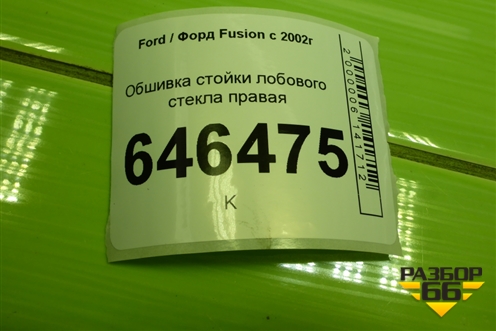 Ford / Форд Fusion с 2002г
Обшивка стойки лобового
стекла правая
646475
К
2000006141712
РАЗБОР
66